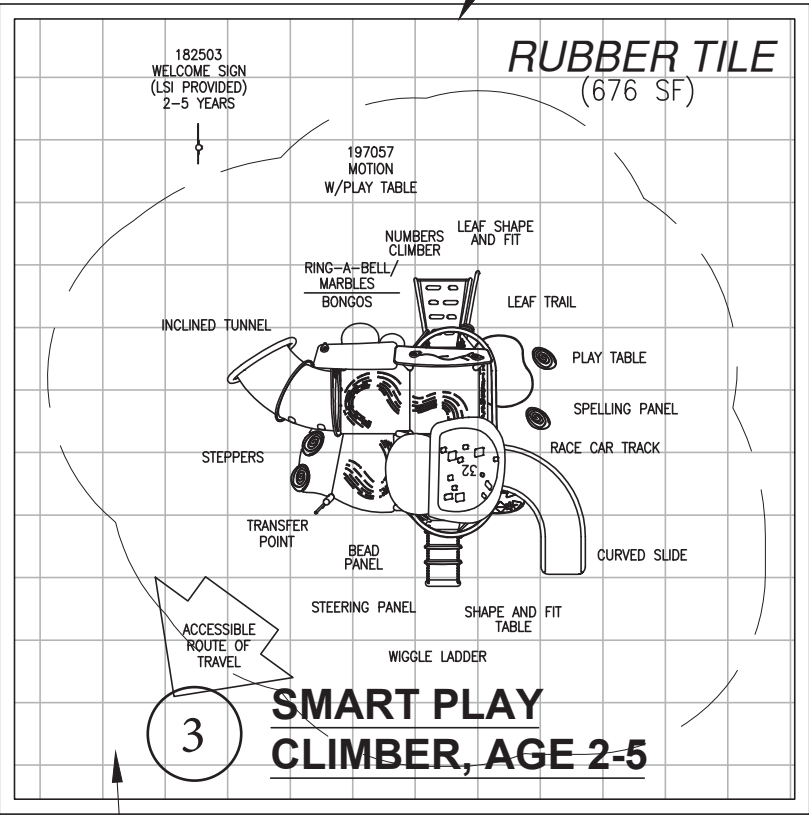 182503
WELCOME SIGN
(LSI PROVIDED)
2-5 YEARS
RUBBER TILE
(676 SF)
197057
MOTION
W/PLAY TABLE
NUMBERS
CLIMBER
LEAF SHAPE
AND FIT
RING-A-BELL/
MARBLES
BONGOS
LEAF TRAIL
INCLINED TUNNEL
PLAY TABLE
SPELLING PANEL
RACE CAR TRACK
STEPPERS
32
TRANSFER
POINT
BEAD
PANEL
CURVED SLIDE
STEERING PANEL
SHAPE AND FIT
TABLE
ACCESSIBLE
ROUTE OF
TRAVEL
WIGGLE LADDER
3
SMART PLAY
CLIMBER, AGE 2-5